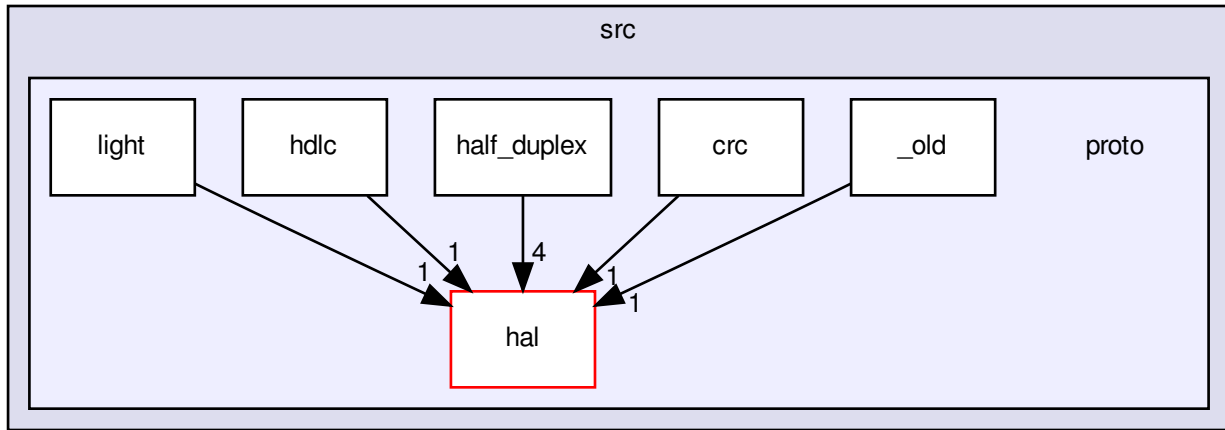 src
light
hdlc
half_duplex
crc
_old
proto
1
1
4
1
1
hal